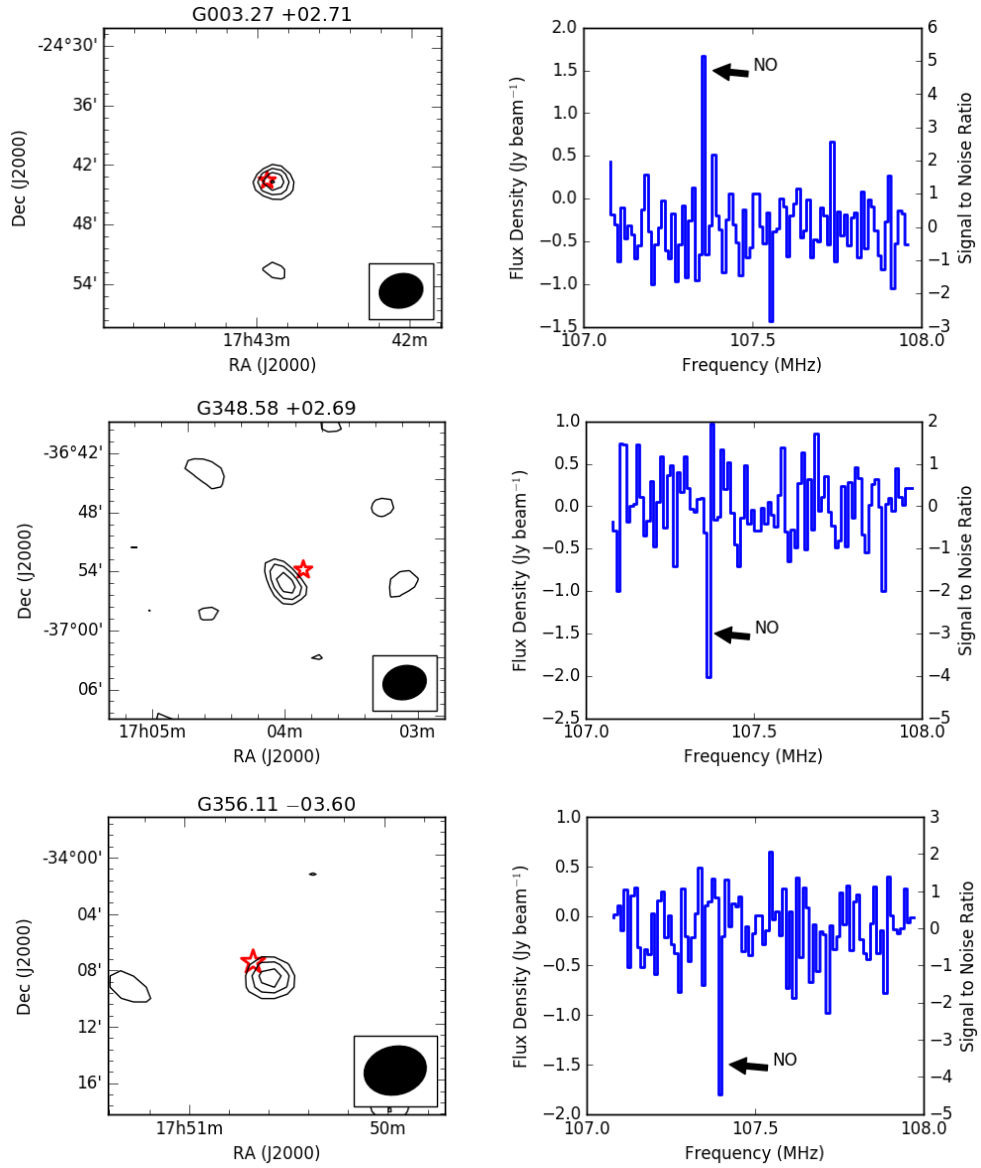 G003.27 +02.71
-24°30'
36'
42'
48'
54'
Dec (J2000)
17h43m
42m
RA (J2000)
2.0
1.5
1.0
0.5
0.0
−0.5
−1.0
−1.5
Flux Density (Jy beam⁻¹)
NO
6
5
4
3
2
1
0
−1
−2
−3
Signal to Noise Ratio
107.0
107.5
108.0
Frequency (MHz)
G348.58 +02.69
-36°42'
48'
54'
-37°00'
06'
Dec (J2000)
17h05m
04m
03m
RA (J2000)
1.0
0.5
0.0
−0.5
−1.0
−1.5
−2.0
−2.5
Flux Density (Jy beam⁻¹)
NO
2
1
0
−1
−2
−3
−4
−5
Signal to Noise Ratio
107.0
107.5
108.0
Frequency (MHz)
G356.11 −03.60
-34°00'
04'
08'
12'
16'
Dec (J2000)
17h51m
50m
RA (J2000)
1.0
0.5
0.0
−0.5
−1.0
−1.5
−2.0
Flux Density (Jy beam⁻¹)
NO
3
2
1
0
−1
−2
−3
−4
−5
Signal to Noise Ratio
107.0
107.5
108.0
Frequency (MHz)